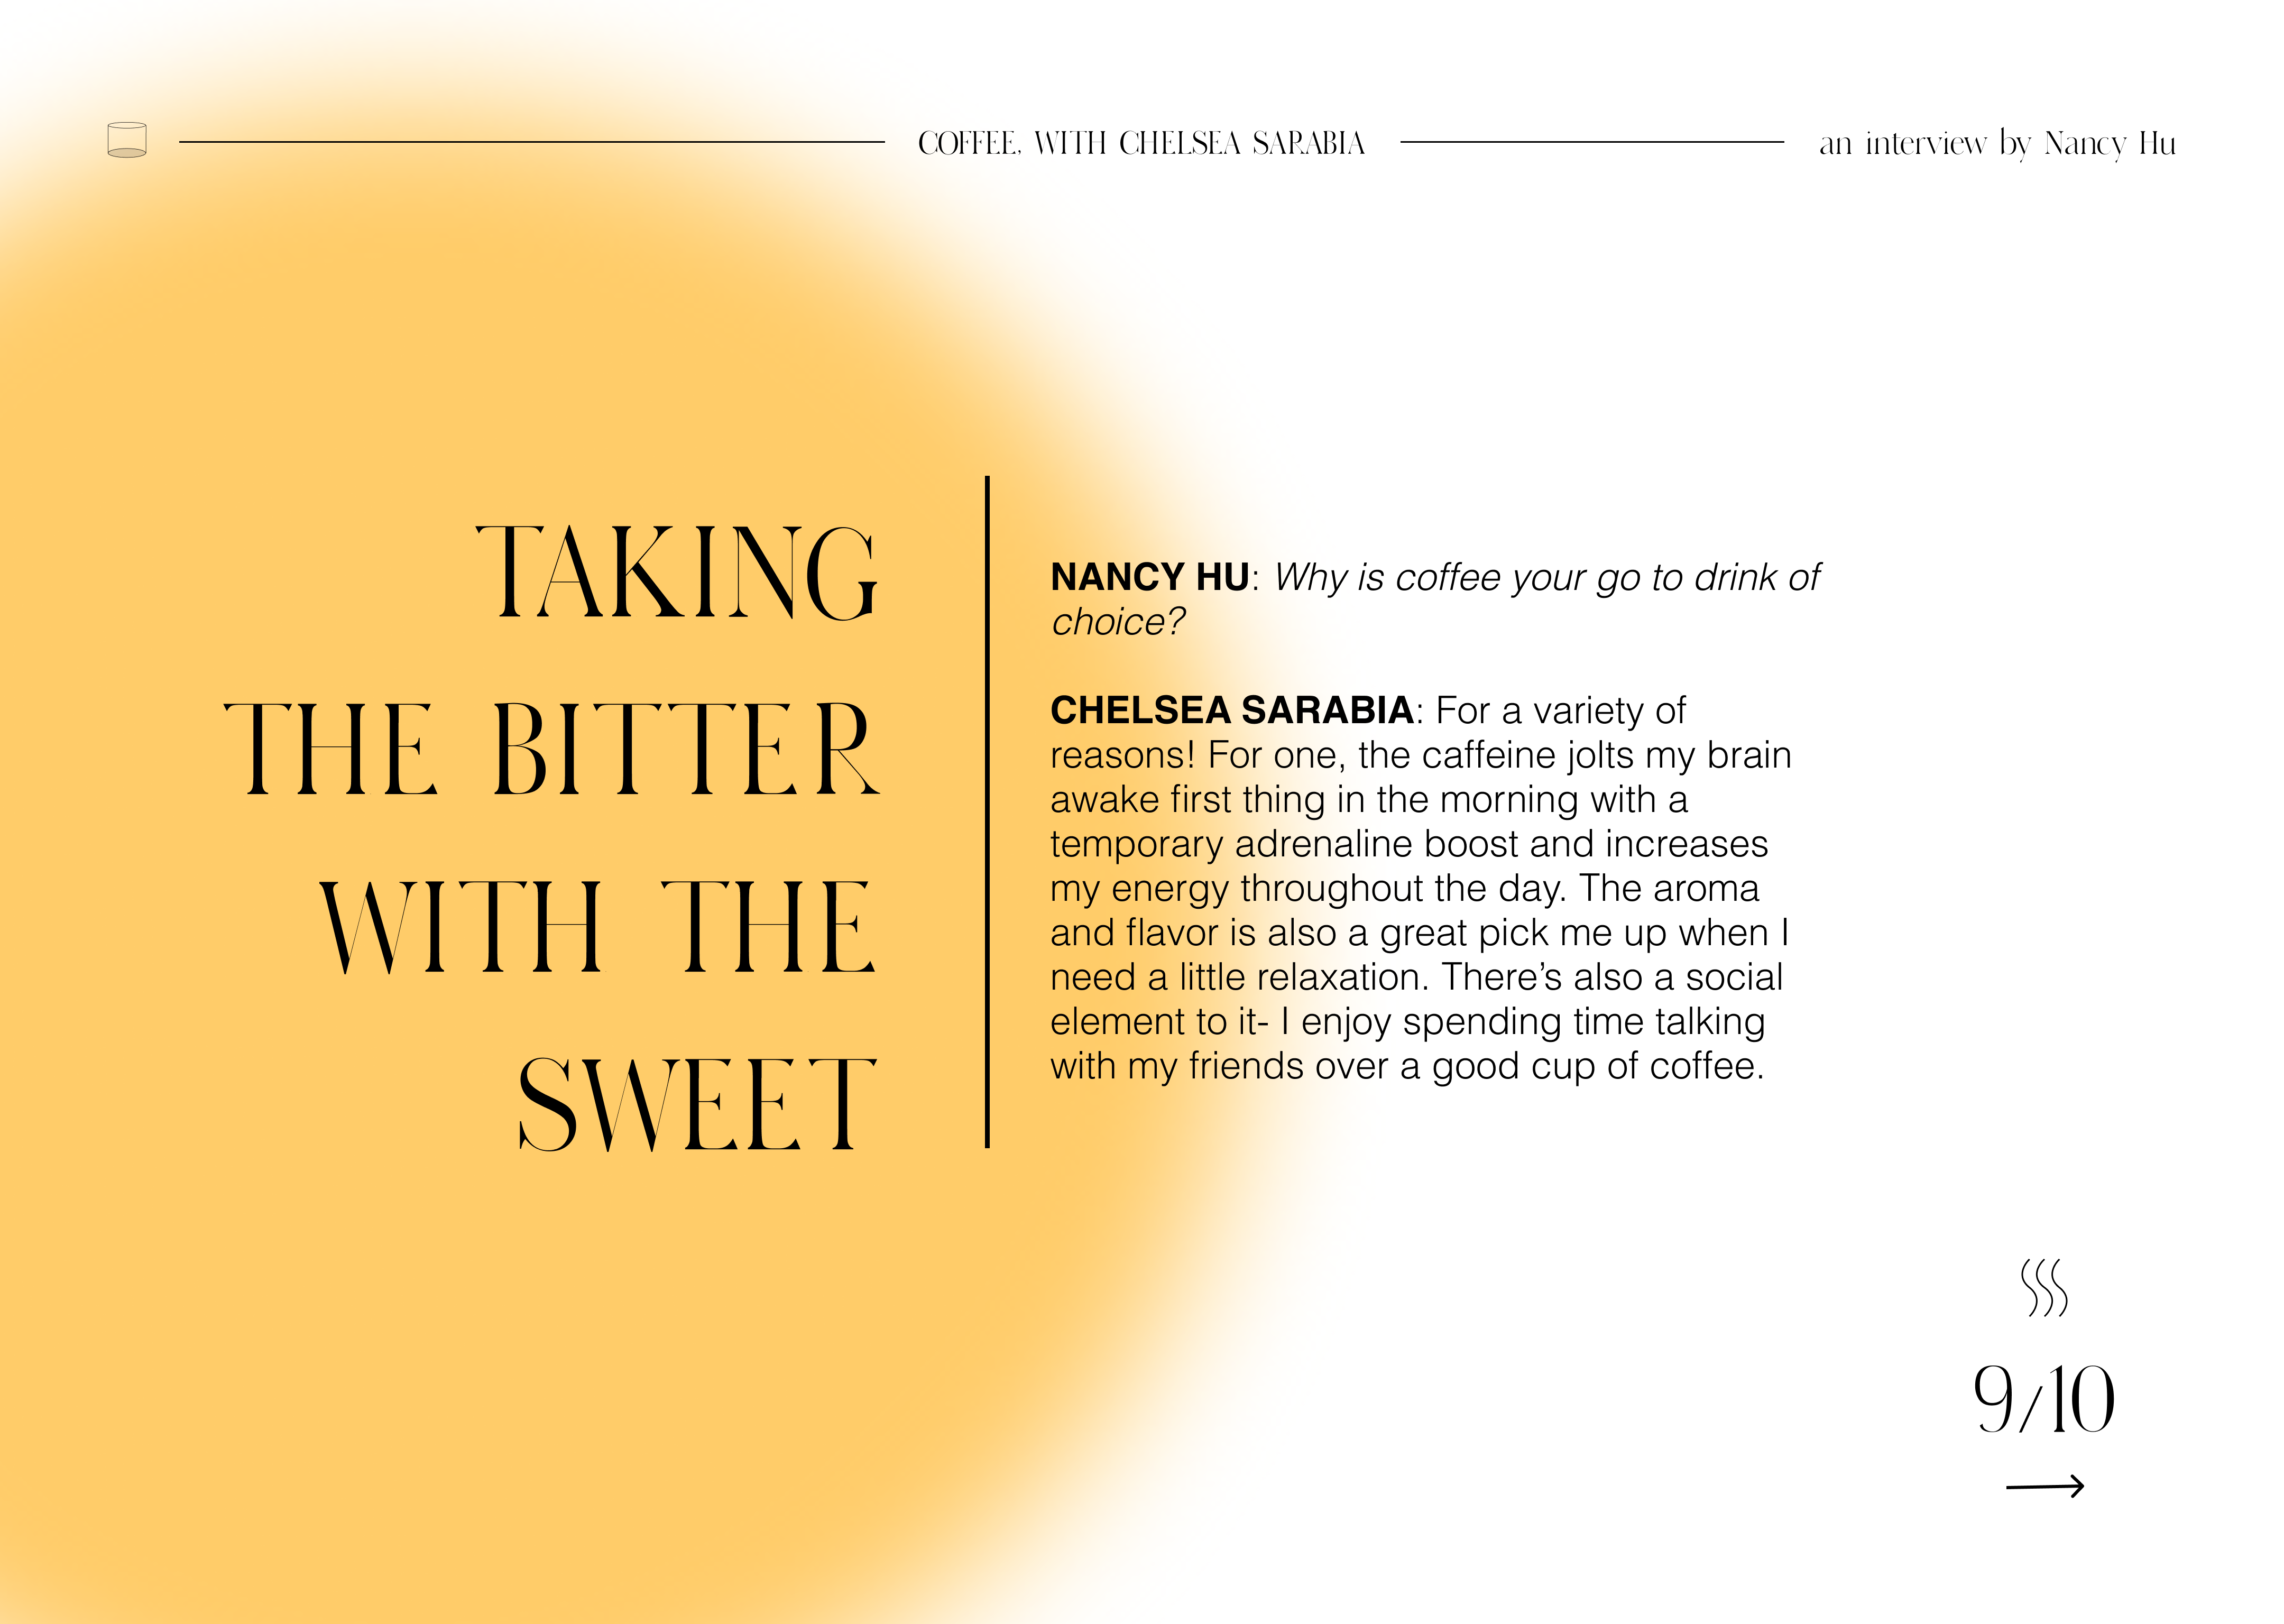 COFFEE, WITH CHELSEA SARABIA
an interview by Nancy Hu
TAKING
THE BITTER
WITH THE
SWEET
NANCY HU: Why is coffee your go to drink of
choice?
CHELSEA SARABIA: For a variety of
reasons! For one, the caffeine jolts my brain
awake first thing in the morning with a
temporary adrenaline boost and increases
my energy throughout the day. The aroma
and flavor is also a great pick me up when I
need a little relaxation. There’s also a social
element to it- I enjoy spending time talking
with my friends over a good cup of coffee.
9/10